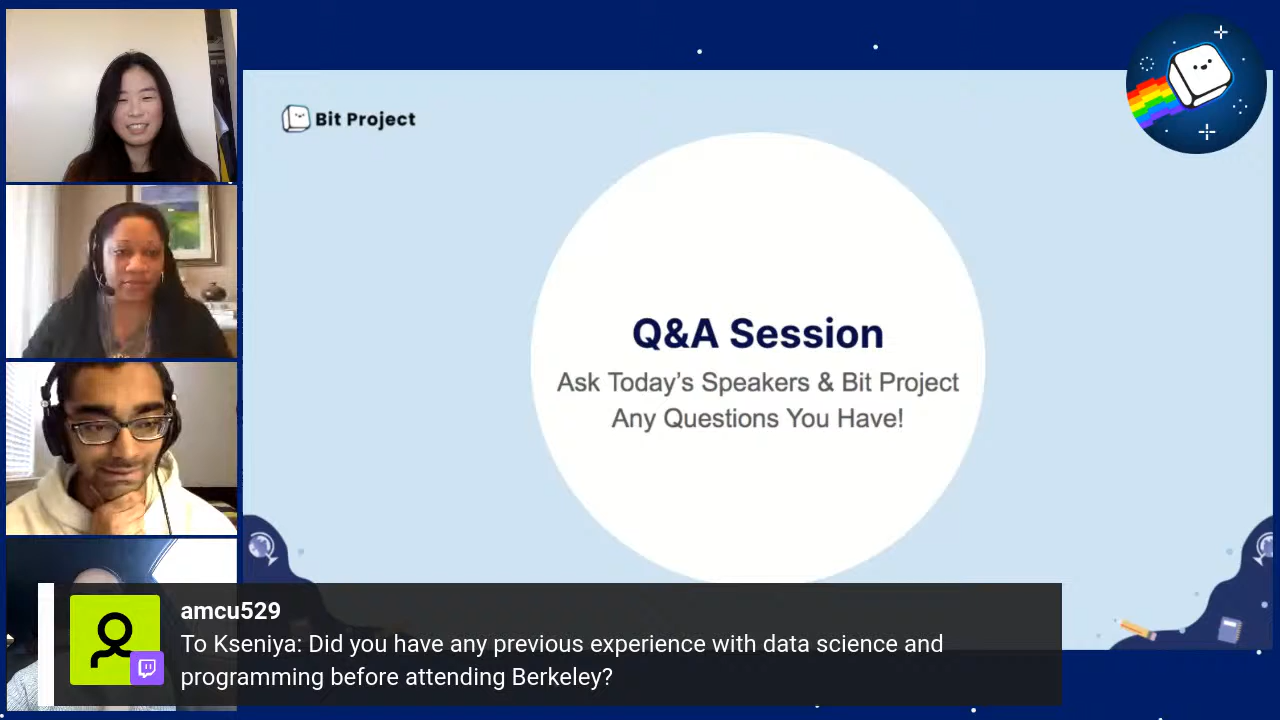 Bit Project
Q&A Session
Ask Today's Speakers & Bit Project
Any Questions You Have!
amcu529
To Kseniya: Did you have any previous experience with data science and
programming before attending Berkeley?